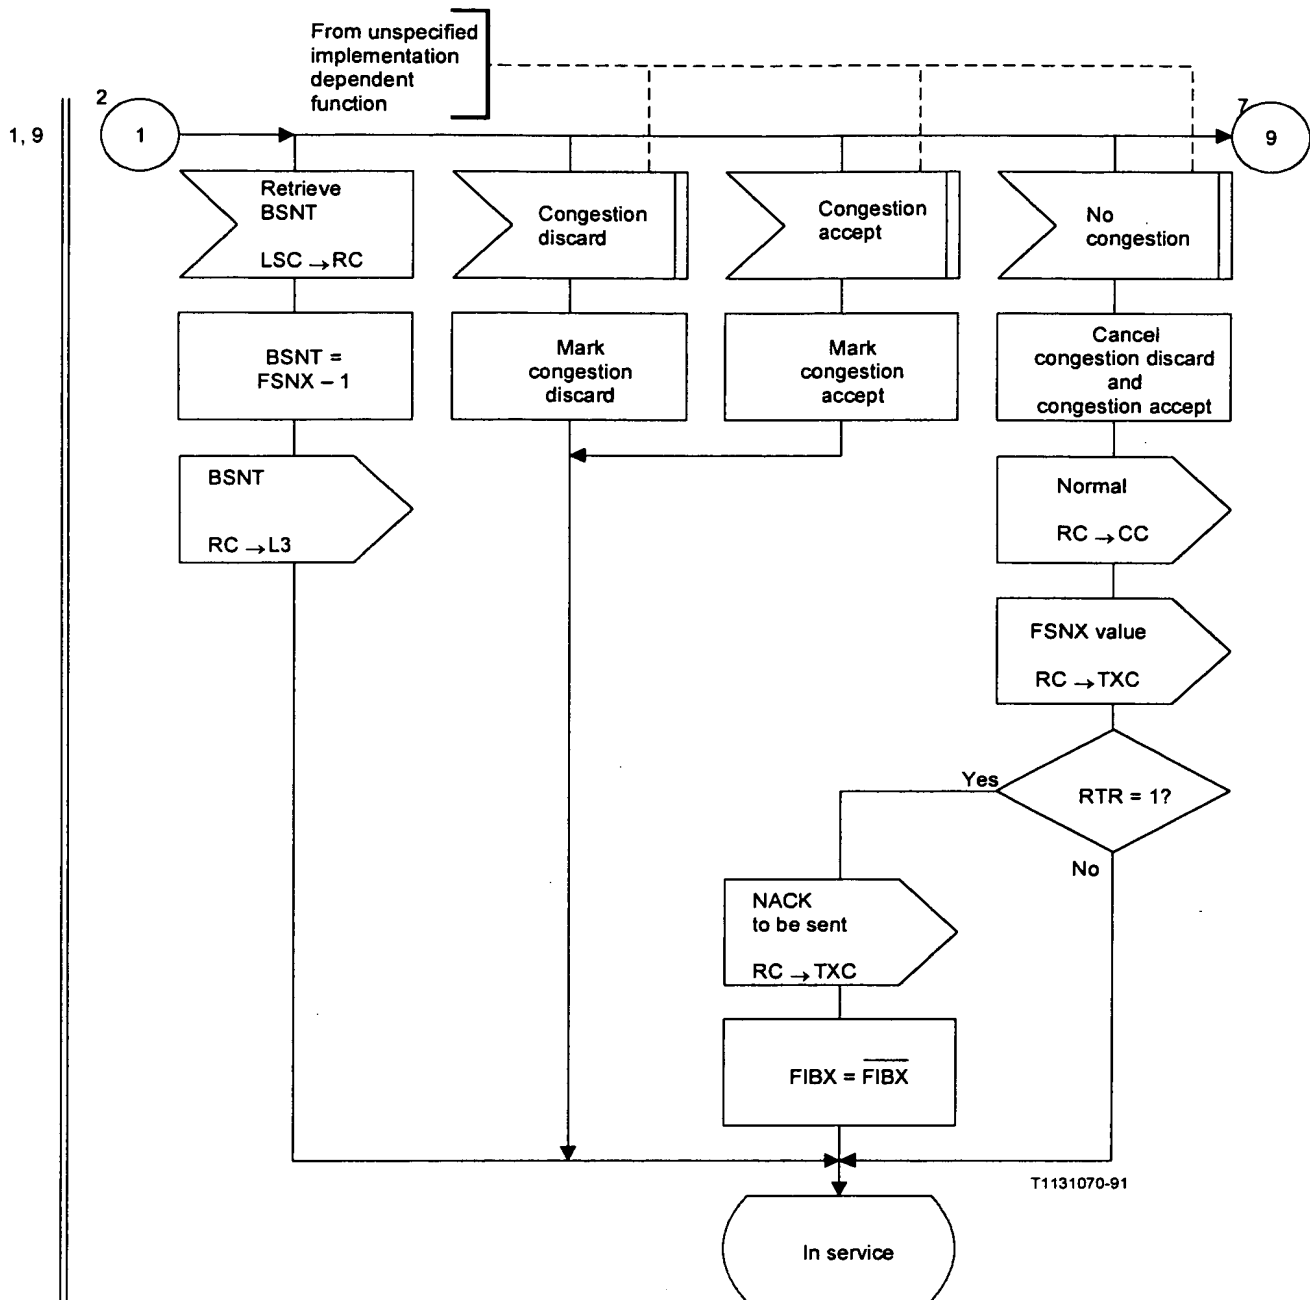 From unspecified
implementation
dependent
function
2
1, 9
1
7
9
Retrieve
BSNT
LSC → RC
Congestion
discard
Congestion
accept
No
congestion
BSNT =
FSNX – 1
Mark
congestion
discard
Mark
congestion
accept
Cancel
congestion discard
and
congestion accept
BSNT
RC → L3
Normal
RC → CC
FSNX value
RC → TXC
Yes
RTR = 1?
No
NACK
to be sent
RC → TXC
FIBX = F̅I̅B̅X̅
T1131070-91
In service